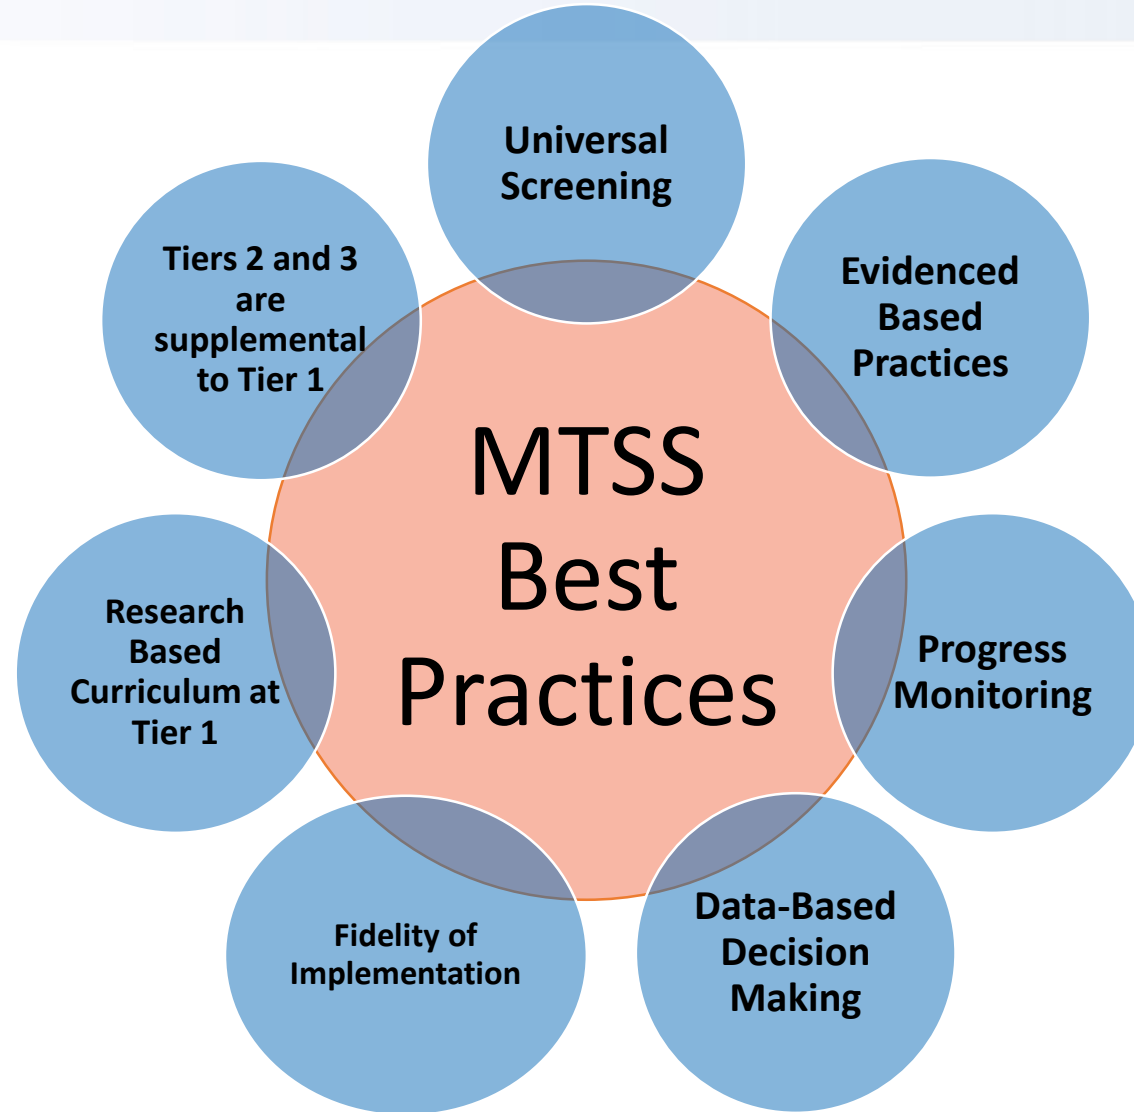 Universal
Screening
Evidenced
Based
Practices
Progress
Monitoring
Data-Based
Decision
Making
Fidelity of
Implementation
Research
Based
Curriculum at
Tier 1
Tiers 2 and 3
are
supplemental
to Tier 1
MTSS
Best
Practices